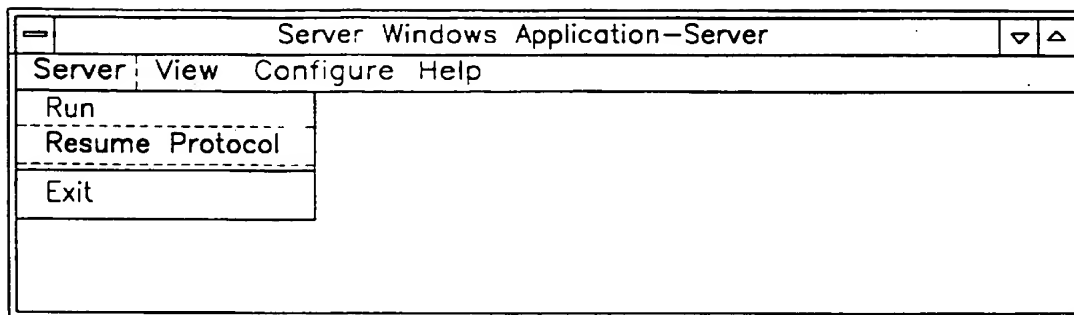 Server Windows Application-Server
Server View Configure Help
Run
Resume Protocol
Exit